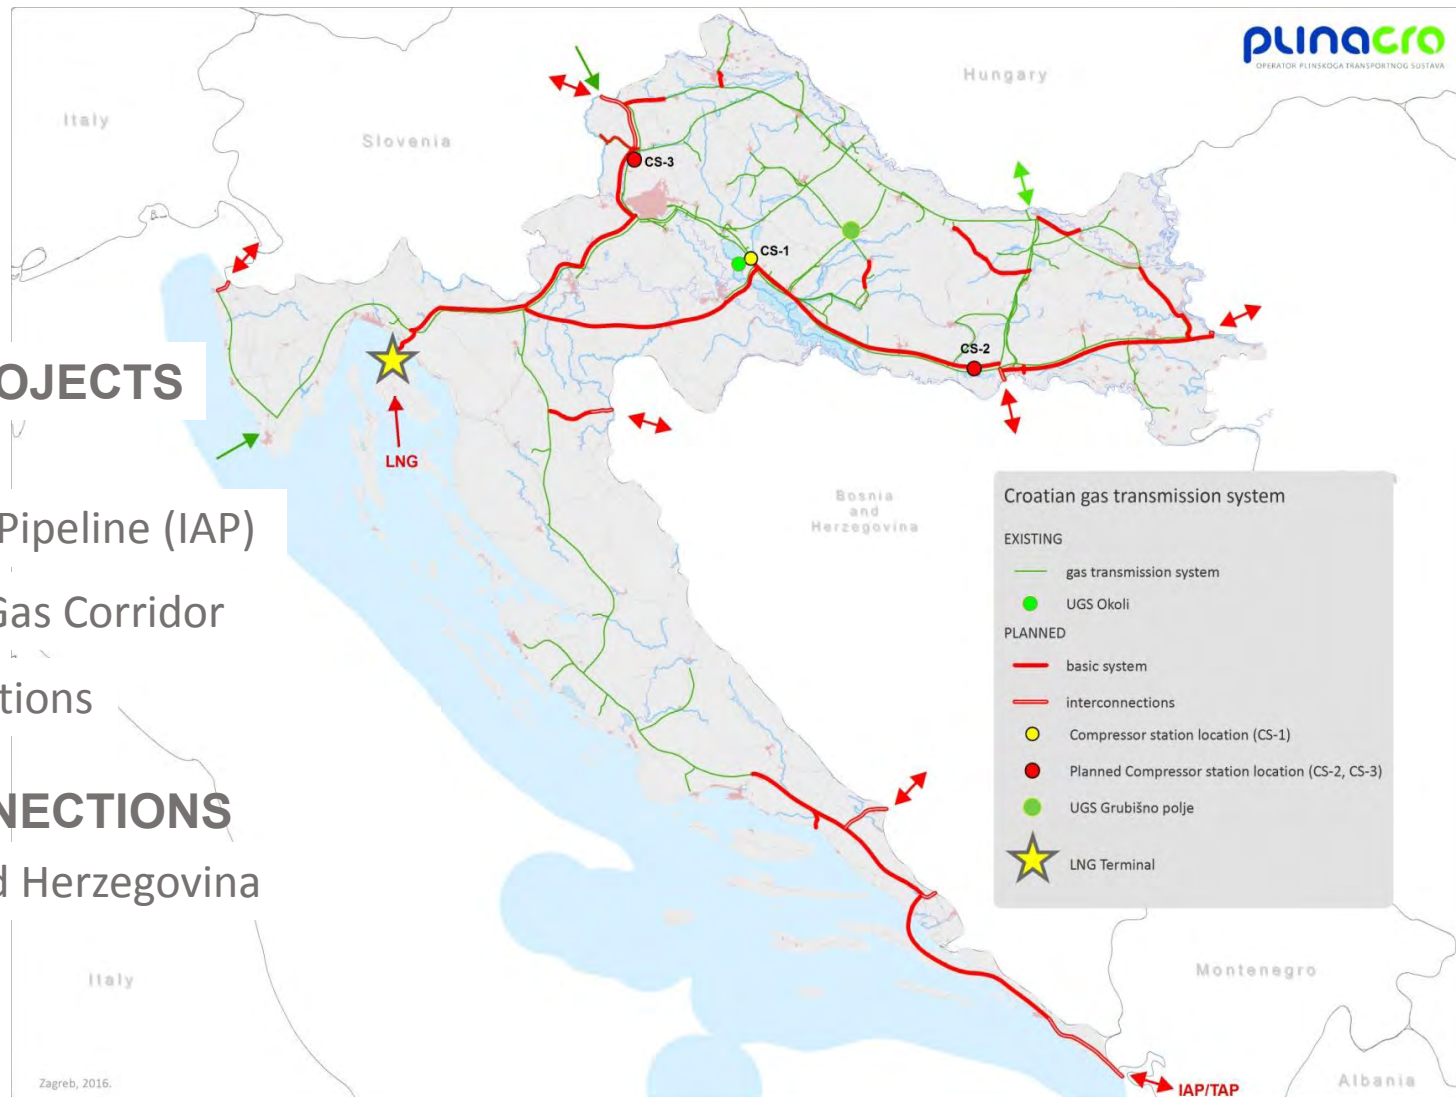 plinacro
OPERATOR PLINSKOGA TRANSPORTNOG SUSTAVA
Hungary
Italy
Slovenia
CS-3
CS-1
CS-2
OJECTS
LNG
Pipeline (IAP)
Gas Corridor
tions
NECTIONS
d Herzegovina
Bosnia
and
Herzegovina
Croatian gas transmission system
EXISTING
gas transmission system
UGS Okoli
PLANNED
basic system
interconnections
Compressor station location (CS-1)
Planned Compressor station location (CS-2, CS-3)
UGS Grubišno polje
LNG Terminal
Italy
Montenegro
Albania
IAP/TAP
Zagreb, 2016.